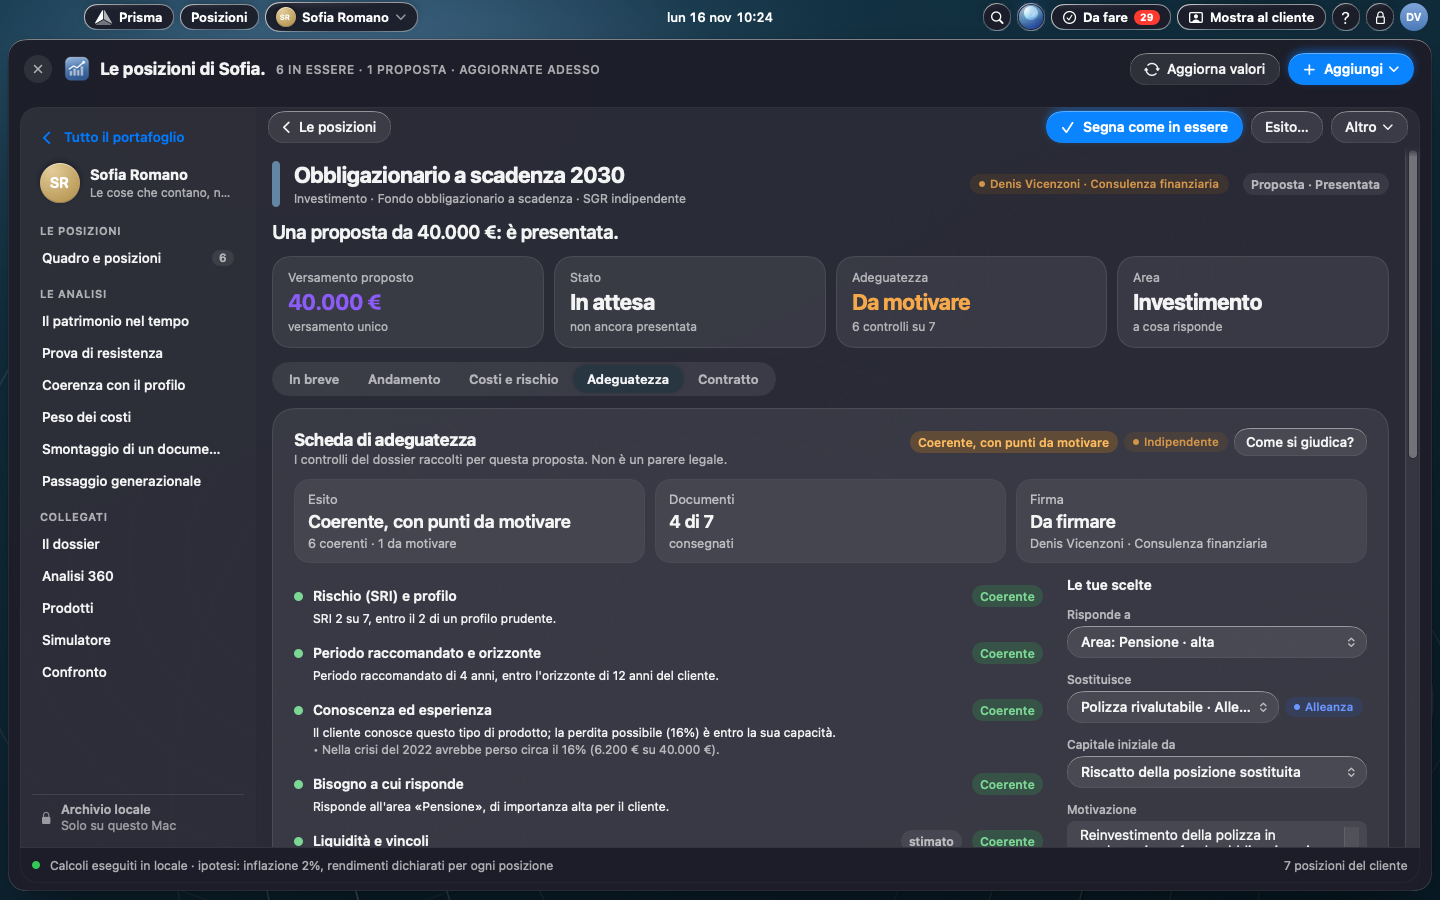 Prisma
Posizioni
SR Sofia Romano
lun 16 nov 10:24
Da fare 29
Mostra al cliente
?
DV
Le posizioni di Sofia. 6 IN ESSERE · 1 PROPOSTA · AGGIORNATE ADESSO
Aggiorna valori
+ Aggiungi
Tutto il portafoglio
SR
Sofia Romano
Le cose che contano, n...
LE POSIZIONI
Quadro e posizioni 6
LE ANALISI
Il patrimonio nel tempo
Prova di resistenza
Coerenza con il profilo
Peso dei costi
Smontaggio di un docume...
Passaggio generazionale
COLLEGATI
Il dossier
Analisi 360
Prodotti
Simulatore
Confronto
Archivio locale
Solo su questo Mac
Le posizioni
Segna come in essere
Esito...
Altro
Obbligazionario a scadenza 2030
Investimento · Fondo obbligazionario a scadenza · SGR indipendente
Denis Vicenzoni · Consulenza finanziaria
Proposta · Presentata
Una proposta da 40.000 €: è presentata.
Versamento proposto
40.000 €
versamento unico
Stato
In attesa
non ancora presentata
Adeguatezza
Da motivare
6 controlli su 7
Area
Investimento
a cosa risponde
In breve
Andamento
Costi e rischio
Adeguatezza
Contratto
Scheda di adeguatezza
I controlli del dossier raccolti per questa proposta. Non è un parere legale.
Coerente, con punti da motivare
Indipendente
Come si giudica?
Esito
Coerente, con punti da motivare
6 coerenti · 1 da motivare
Documenti
4 di 7
consegnati
Firma
Da firmare
Denis Vicenzoni · Consulenza finanziaria
Rischio (SRI) e profilo
Coerente
SRI 2 su 7, entro il 2 di un profilo prudente.
Periodo raccomandato e orizzonte
Coerente
Periodo raccomandato di 4 anni, entro l'orizzonte di 12 anni del cliente.
Conoscenza ed esperienza
Coerente
Il cliente conosce questo tipo di prodotto; la perdita possibile (16%) è entro la sua capacità.
• Nella crisi del 2022 avrebbe perso circa il 16% (6.200 € su 40.000 €).
Bisogno a cui risponde
Coerente
Risponde all'area «Pensione», di importanza alta per il cliente.
Liquidità e vincoli
stimato
Coerente
Le tue scelte
Risponde a
Area: Pensione · alta
Sostituisce
Polizza rivalutabile · Alle...
Alleanza
Capitale iniziale da
Riscatto della posizione sostituita
Motivazione
Reinvestimento della polizza in
Calcoli eseguiti in locale · ipotesi: inflazione 2%, rendimenti dichiarati per ogni posizione
7 posizioni del cliente